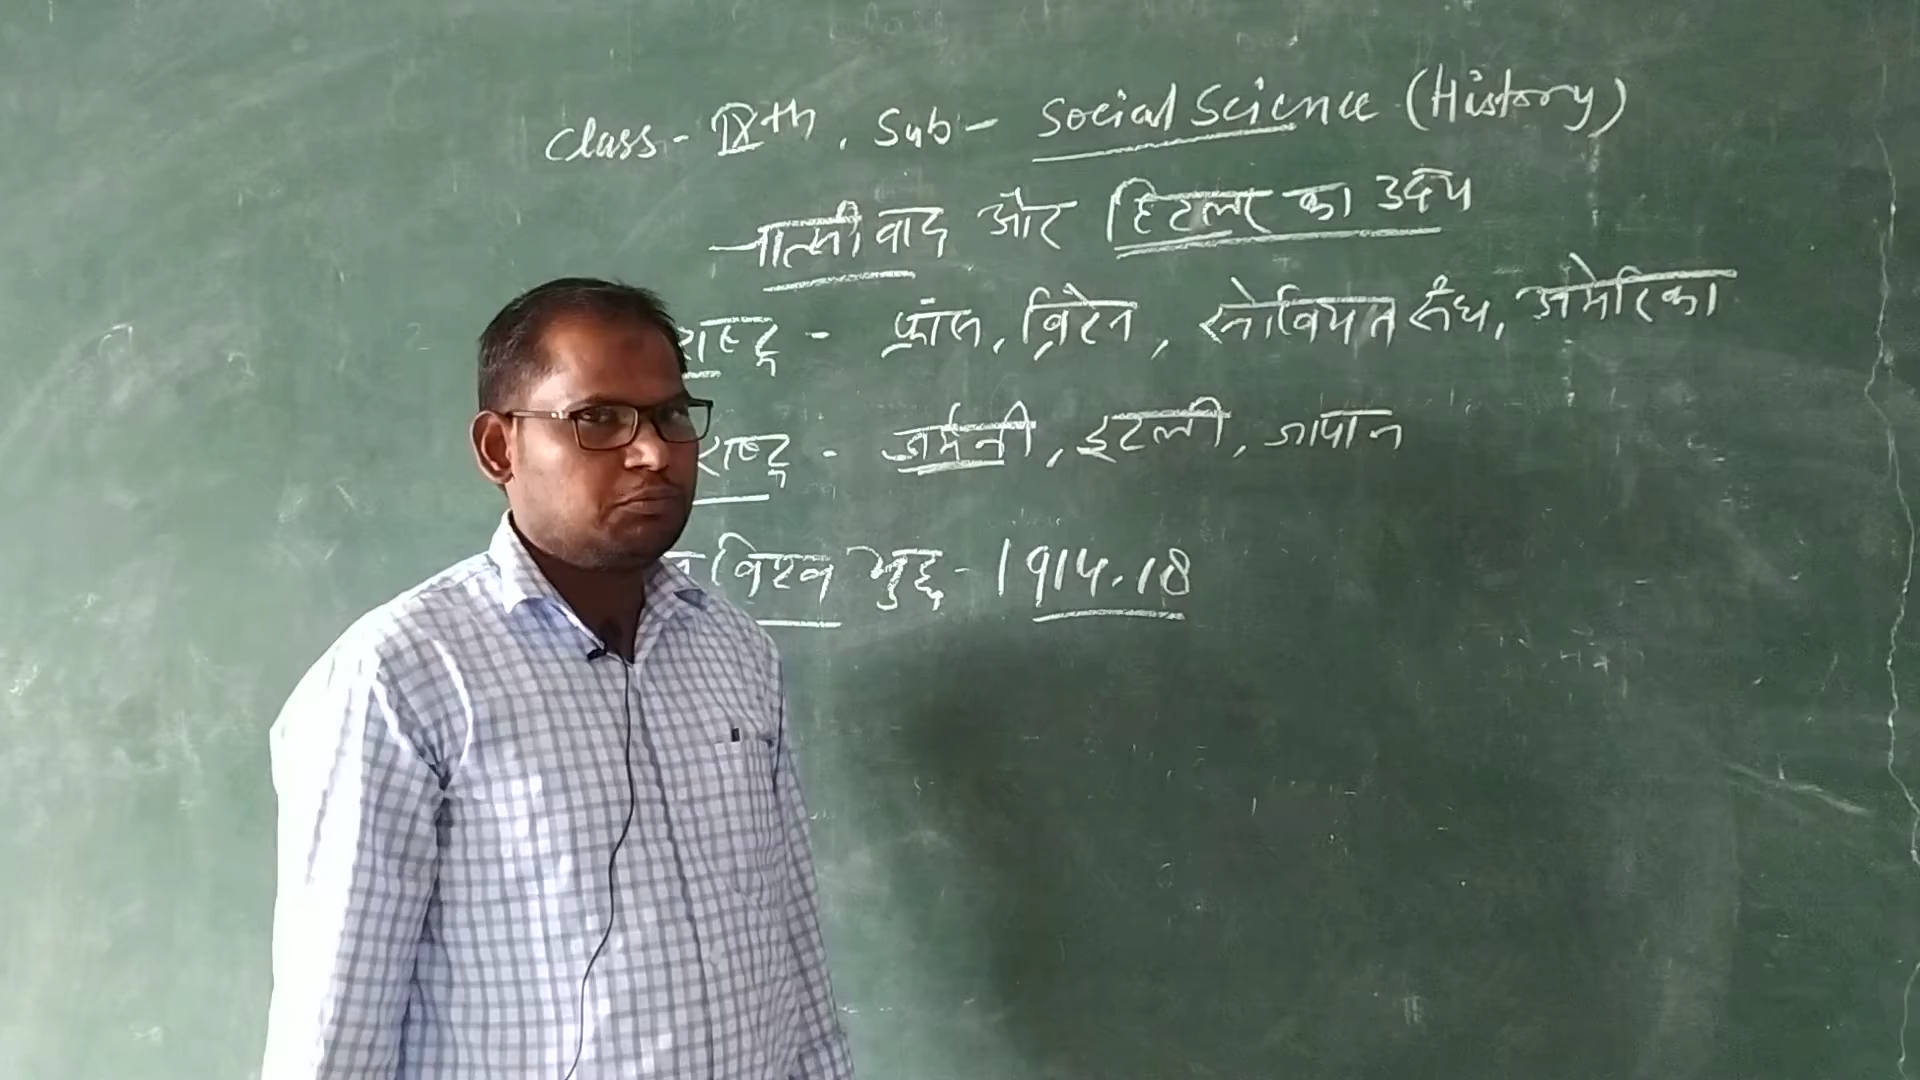 Class - IXth. Sub - Social Science (History)
नात्सीवाद और हिटलर का उदय
राष्ट्र - फ्रांस, ब्रिटेन, सोवियत संघ, अमेरिका
राष्ट्र - जर्मनी, इटली, जापान
विश्व युद्ध - 1914-18